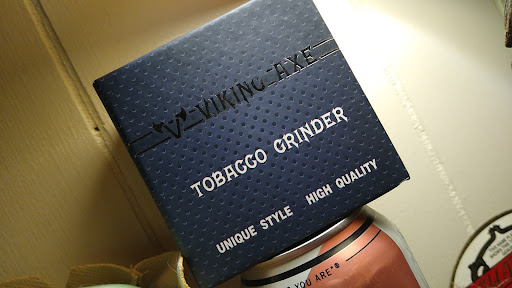 VIKING AXE
TOBACCO GRINDER
UNIQUE STYLE HIGH QUALITY
YOU ARE"®